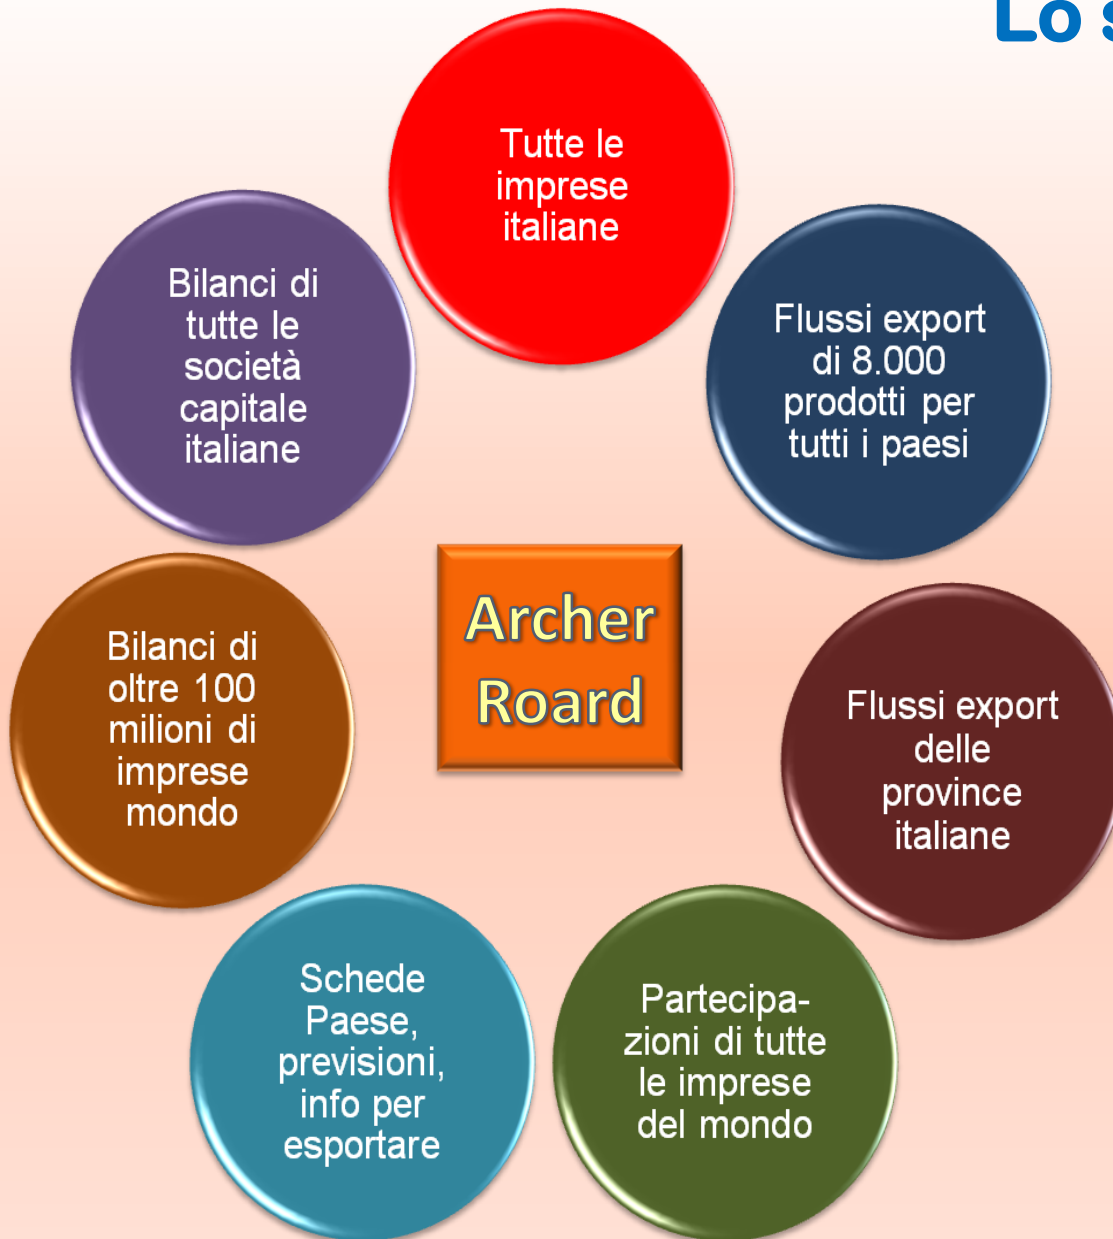 Lo s
Tutte le
imprese
italiane
Flussi export
di 8.000
prodotti per
tutti i paesi
Flussi export
delle
province
italiane
Partecipa-
zioni di tutte
le imprese
del mondo
Schede
Paese,
previsioni,
info per
esportare
Bilanci di
oltre 100
milioni di
imprese
mondo
Bilanci di
tutte le
società
capitale
italiane
Archer
Roard